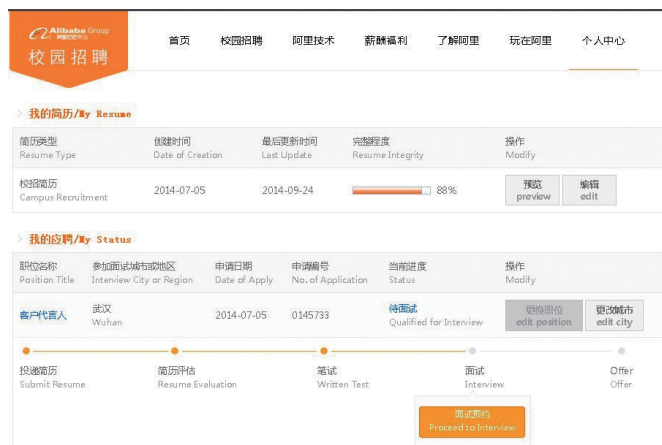 Alibaba Group
校园招聘
首页 校园招聘 阿里技术 薪酬福利 了解阿里 玩在阿里 个人中心
我的简历/My Resume
简历类型 创建时间 最后更新时间 完整程度 操作
Resume Type Date of Creation Last Update Resume Integrity Modify
校招简历 2014-07-05 2014-09-24 88% 预览 编辑
Campus Recruitment preview edit
我的应聘/My Status
职位名称 参加面试城市或地区 申请日期 申请编号 当前进度 操作
Position Title Interview City or Region Date of Apply No. of Application Status Modify
客户代言人 武汉 2014-07-05 0145733 待面试 更换职位 更改城市
Wuhan Qualified for Interview edit position edit city
投递简历 简历评估 笔试 面试 Offer
Submit Resume Resume Evaluation Written Test Interview Offer
面试预约
Proceed to Interview